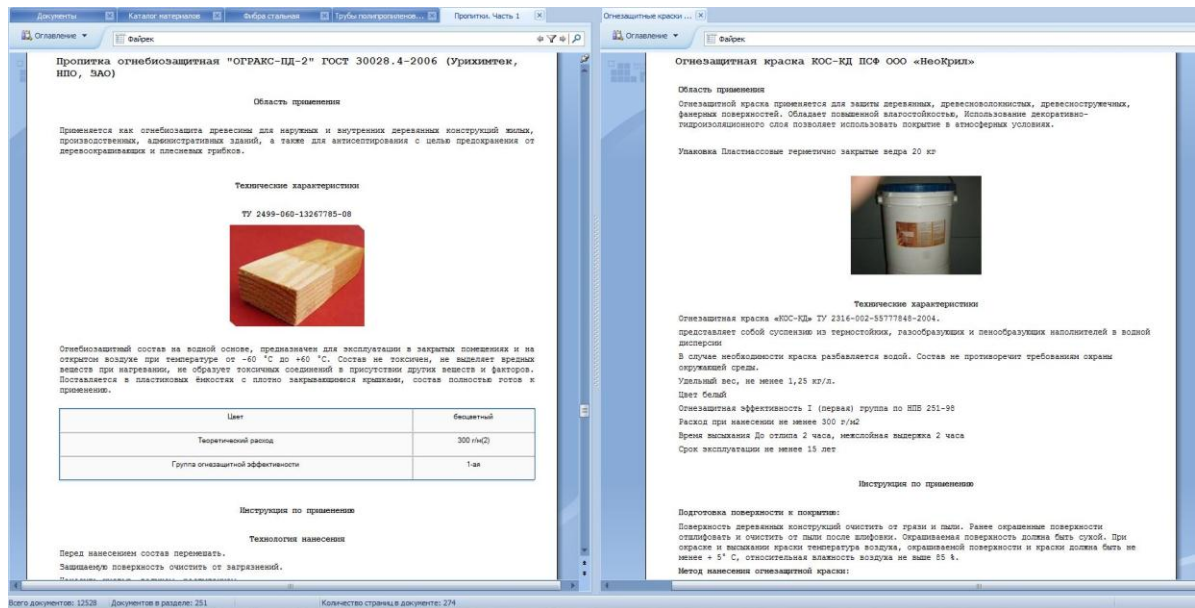 Документы
Каталог материалов
Фибра стальная
Трубы полипропиленов...
Пропитки. Часть 1
Оглавление
Файрек
Пропитка огнебиозащитная "ОГРАКС-ПД-2" ГОСТ 30028.4-2006 (Урихимтек,
НПО, ЗАО)
Область применения
Применяется как огнебиозащита древесины для наружных и внутренних деревянных конструкций жилых,
производственных, административных зданий, а также для антисептирования с целью предохранения от
деревоокрашивающих и плесневых грибков.
Технические характеристики
ТУ 2499-060-13267785-08
Огнебиозащитный состав на водной основе, предназначен для эксплуатации в закрытых помещениях и на
открытом воздухе при температуре от -60 °С до +60 °С. Состав не токсичен, не выделяет вредных
веществ при нагревании, не образует токсичных соединений в присутствии других веществ и факторов.
Поставляется в пластиковых ёмкостях с плотно закрывающимися крышками, состав полностью готов к
применению.
Цвет бесцветный
Теоретический расход 300 г/м(2)
Группа огнезащитной эффективности 1-ая
Инструкция по применению
Технология нанесения
Перед нанесением состав перемешать.
Защищаемую поверхность очистить от загрязнений.
Огнезащитные краски ...
Оглавление
Файрек
Огнезащитная краска КОС-КД ПСФ ООО «НеоКрил»
Область применения
Огнезащитной краска применяется для защиты деревянных, древесноволокнистых, древесностружечных,
фанерных поверхностей. Обладает повышенной влагостойкостью, Использование декоративно-
гидроизоляционного слоя позволяет использовать покрытие в атмосферных условиях.
Упаковка Пластмассовые герметично закрытые ведра 20 кг
Технические характеристики
Огнезащитная краска «КОС-КД» ТУ 2316-002-55777848-2004.
представляет собой суспензию из термостойких, газообразующих и пенообразующих наполнителей в водной
дисперсии
В случае необходимости краска разбавляется водой. Состав не противоречит требованиям охраны
окружающей среды.
Удельный вес, не менее 1,25 кг/л.
Цвет белый
Огнезащитная эффективность I (первая) группа по НПБ 251-98
Расход при нанесении не менее 300 г/м2
Время высыхания До отлипа 2 часа, межслойная выдержка 2 часа
Срок эксплуатации не менее 15 лет
Инструкция по применению
Подготовка поверхности к покрытию:
Поверхность деревянных конструкций очистить от грязи и пыли. Ранее окрашенные поверхности
отшлифовать и очистить от пыли после шлифовки. Окрашиваемая поверхность должна быть сухой. При
окраске и высыхании краски температура воздуха, окрашиваемой поверхности и краски должна быть не
менее + 5° С, относительная влажность воздуха не выше 85 %.
Метод нанесения огнезащитной краски:
Всего документов: 12528 Документов в разделе: 251 Количество страниц в документе: 274